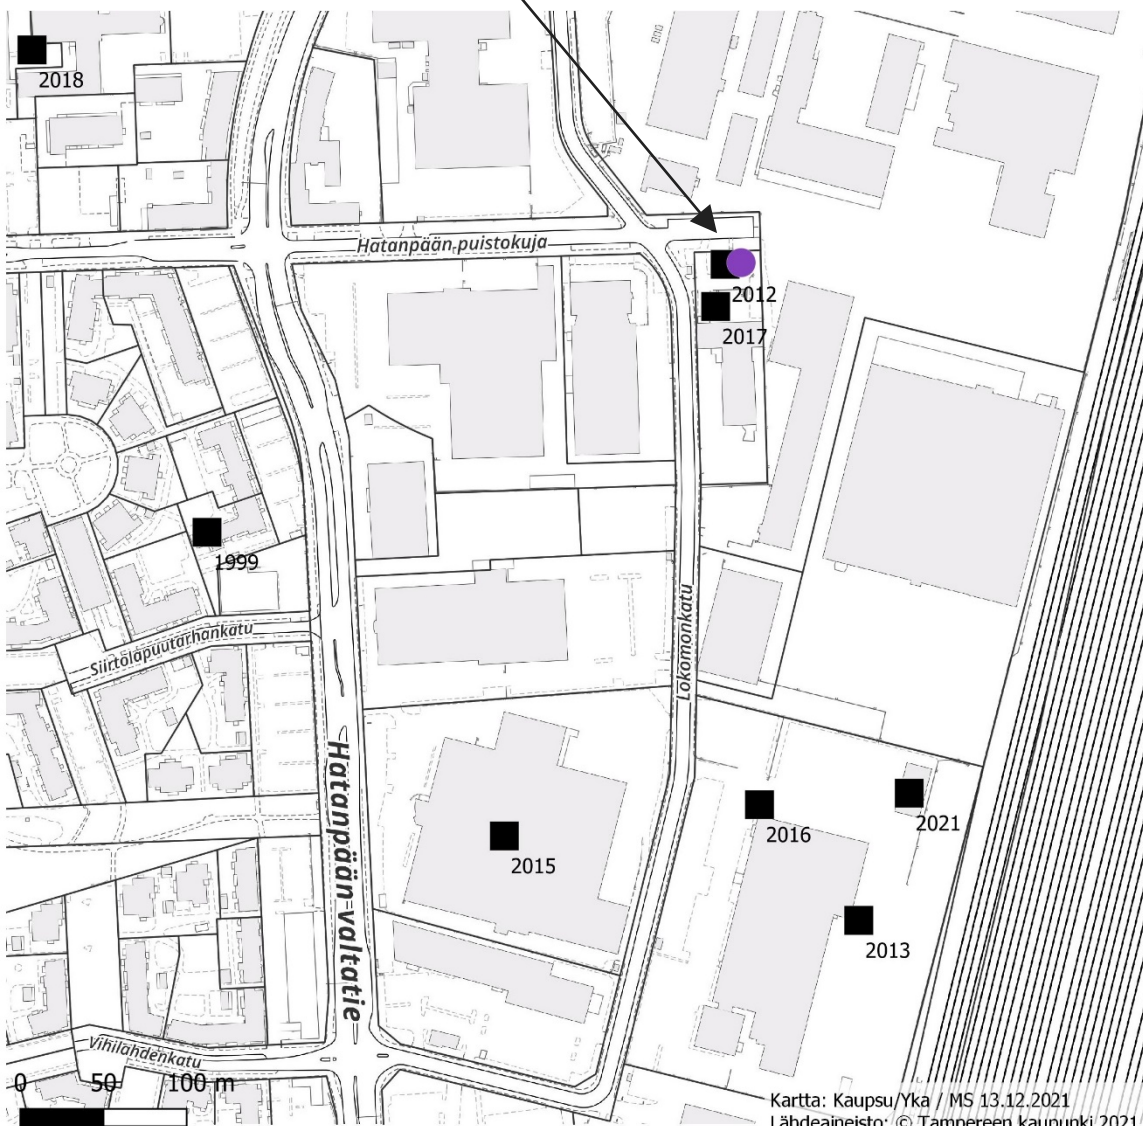 2018
Hatanpään puistokuja
2012
2017
1999
Siirtolapuutarhankatu
Lokomonkatu
Hatanpään valtatie
2021
2016
2015
2013
Vihilahdenkatu
0 50 100 m
Kartta: Kaupsu/Yka / MS 13.12.2021
Lähdeaineisto: © Tampereen kaupunki 2021